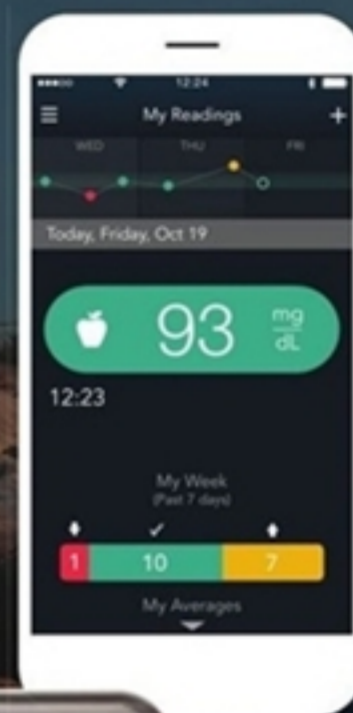 12:24
My Readings
WED THU FRI
Today, Friday, Oct 19
93 mg
dL
12:23
My Week
(Past 7 days)
1 10 7
My Averages